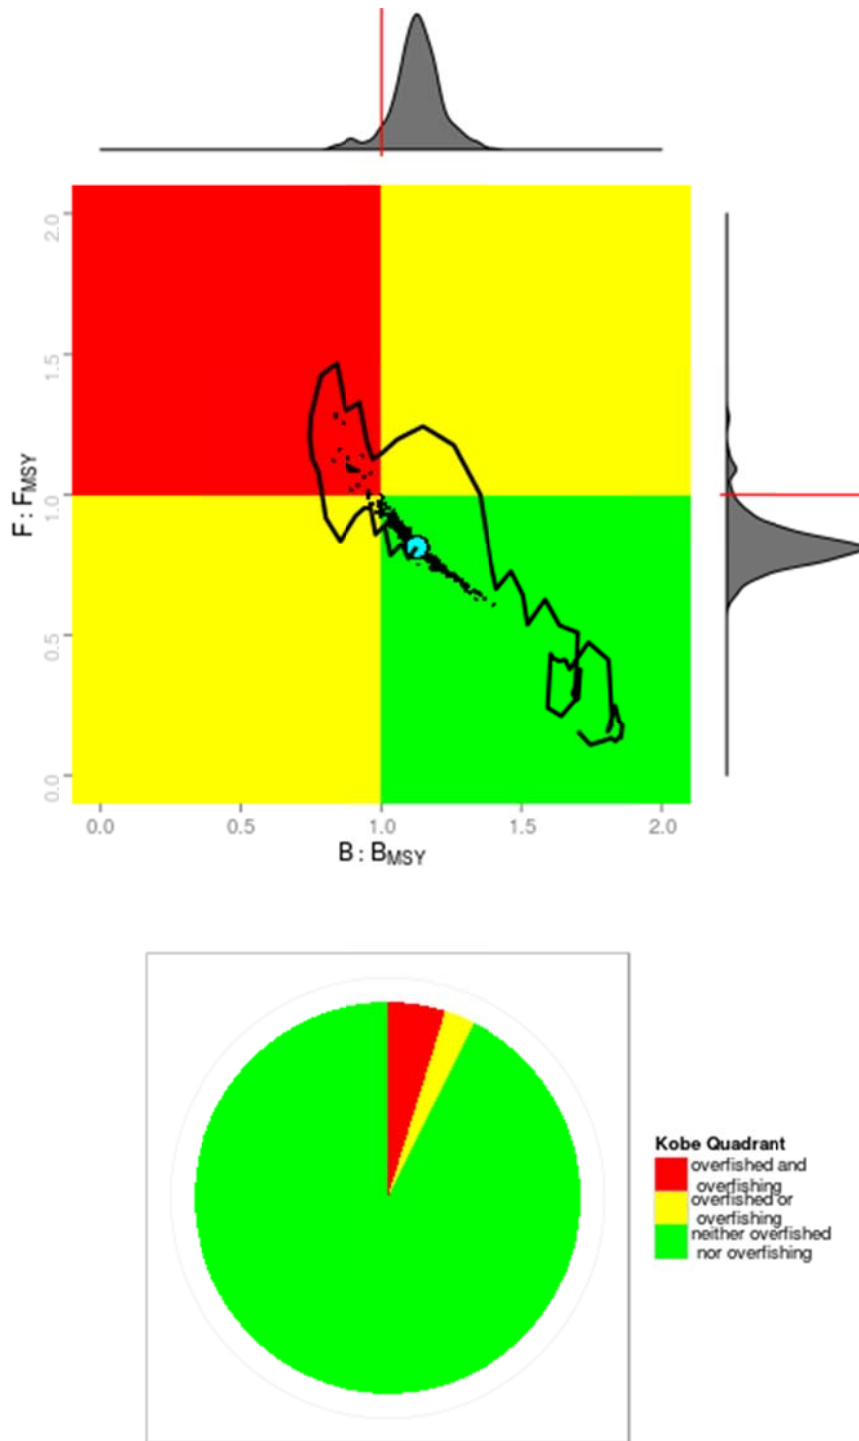 2.0
1.5
1.0
0.5
0.0
F : FMSY
0.0 0.5 1.0 1.5 2.0
B : BMSY
Kobe Quadrant
overfished and
overfishing
overfished or
overfishing
neither overfished
nor overfishing